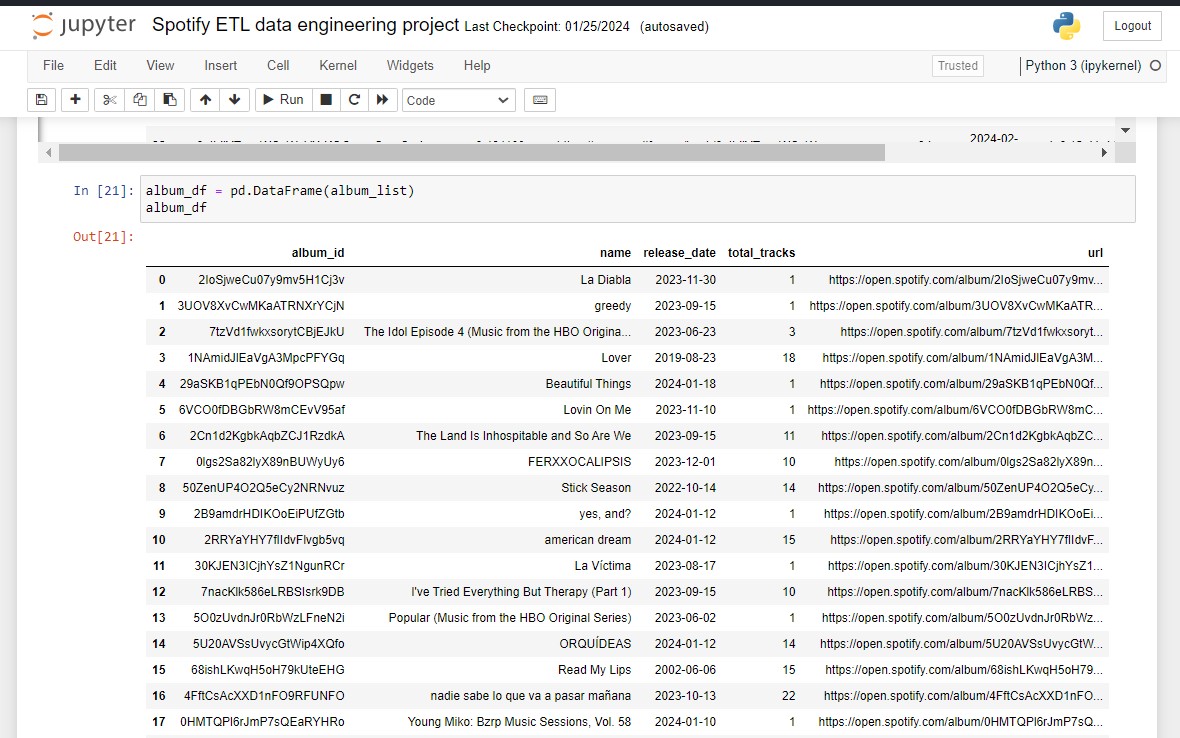 jupyter Spotify ETL data engineering project Last Checkpoint: 01/25/2024 (autosaved) Logout
File Edit View Insert Cell Kernel Widgets Help Trusted Python 3 (ipykernel)
Run Code
2024-02-
In [21]: album_df = pd.DataFrame(album_list)
album_df
Out[21]:
album_id name release_date total_tracks url
0 2IoSjweCu07y9mv5H1Cj3v La Diabla 2023-11-30 1 https://open.spotify.com/album/2IoSjweCu07y9mv...
1 3UOV8XvCwMKaATRNXrYCjN greedy 2023-09-15 1 https://open.spotify.com/album/3UOV8XvCwMKaATR...
2 7tzVd1fwkxsorytCBjEJkU The Idol Episode 4 (Music from the HBO Origina... 2023-06-23 3 https://open.spotify.com/album/7tzVd1fwkxsoryt...
3 1NAmidJlEaVgA3MpcPFYGq Lover 2019-08-23 18 https://open.spotify.com/album/1NAmidJlEaVgA3M...
4 29aSKB1qPEbN0Qf9OPSQpw Beautiful Things 2024-01-18 1 https://open.spotify.com/album/29aSKB1qPEbN0Qf...
5 6VCO0fDBGbRW8mCEvV95af Lovin On Me 2023-11-10 1 https://open.spotify.com/album/6VCO0fDBGbRW8mC...
6 2Cn1d2KgbkAqbZCJ1RzdkA The Land Is Inhospitable and So Are We 2023-09-15 11 https://open.spotify.com/album/2Cn1d2KgbkAqbZC...
7 0lgs2Sa82lyX89nBUWyUy6 FERXXOCALIPSIS 2023-12-01 10 https://open.spotify.com/album/0lgs2Sa82lyX89n...
8 50ZenUP4O2Q5eCy2NRNvuz Stick Season 2022-10-14 14 https://open.spotify.com/album/50ZenUP4O2Q5eCy...
9 2B9amdrHDIKOoEiPUfZGtb yes, and? 2024-01-12 1 https://open.spotify.com/album/2B9amdrHDIKOoEi...
10 2RRYaYHY7fIIdvFlvgb5vq american dream 2024-01-12 15 https://open.spotify.com/album/2RRYaYHY7fIIdvF...
11 30KJEN3ICjhYsZ1NgunRCr La Víctima 2023-08-17 1 https://open.spotify.com/album/30KJEN3ICjhYsZ1...
12 7nacKlk586eLRBSIsrk9DB I've Tried Everything But Therapy (Part 1) 2023-09-15 10 https://open.spotify.com/album/7nacKlk586eLRBS...
13 5O0zUvdnJr0RbWzLFneN2i Popular (Music from the HBO Original Series) 2023-06-02 1 https://open.spotify.com/album/5O0zUvdnJr0RbWz...
14 5U20AVSsUvycGtWip4XQfo ORQUÍDEAS 2024-01-12 14 https://open.spotify.com/album/5U20AVSsUvycGtW...
15 68ishLKwqH5oH79kUteEHG Read My Lips 2002-06-06 15 https://open.spotify.com/album/68ishLKwqH5oH79...
16 4FftCsAcXXD1nFO9RFUNFO nadie sabe lo que va a pasar mañana 2023-10-13 22 https://open.spotify.com/album/4FftCsAcXXD1nFO...
17 0HMTQPl6rJmP7sQEaRYHRo Young Miko: Bzrp Music Sessions, Vol. 58 2024-01-10 1 https://open.spotify.com/album/0HMTQPl6rJmP7sQ...